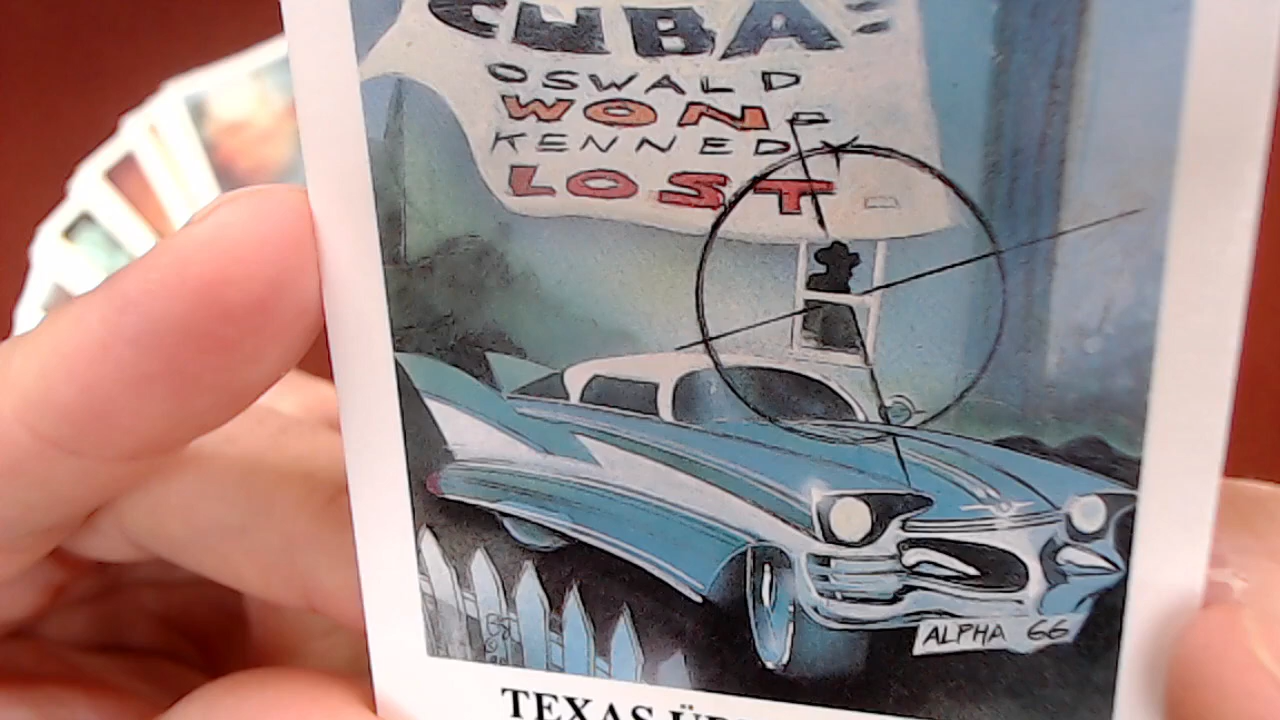 CUBA=
OSWALD
WON-
KENNEDY
LOST-
ALPHA 66
TEXAS